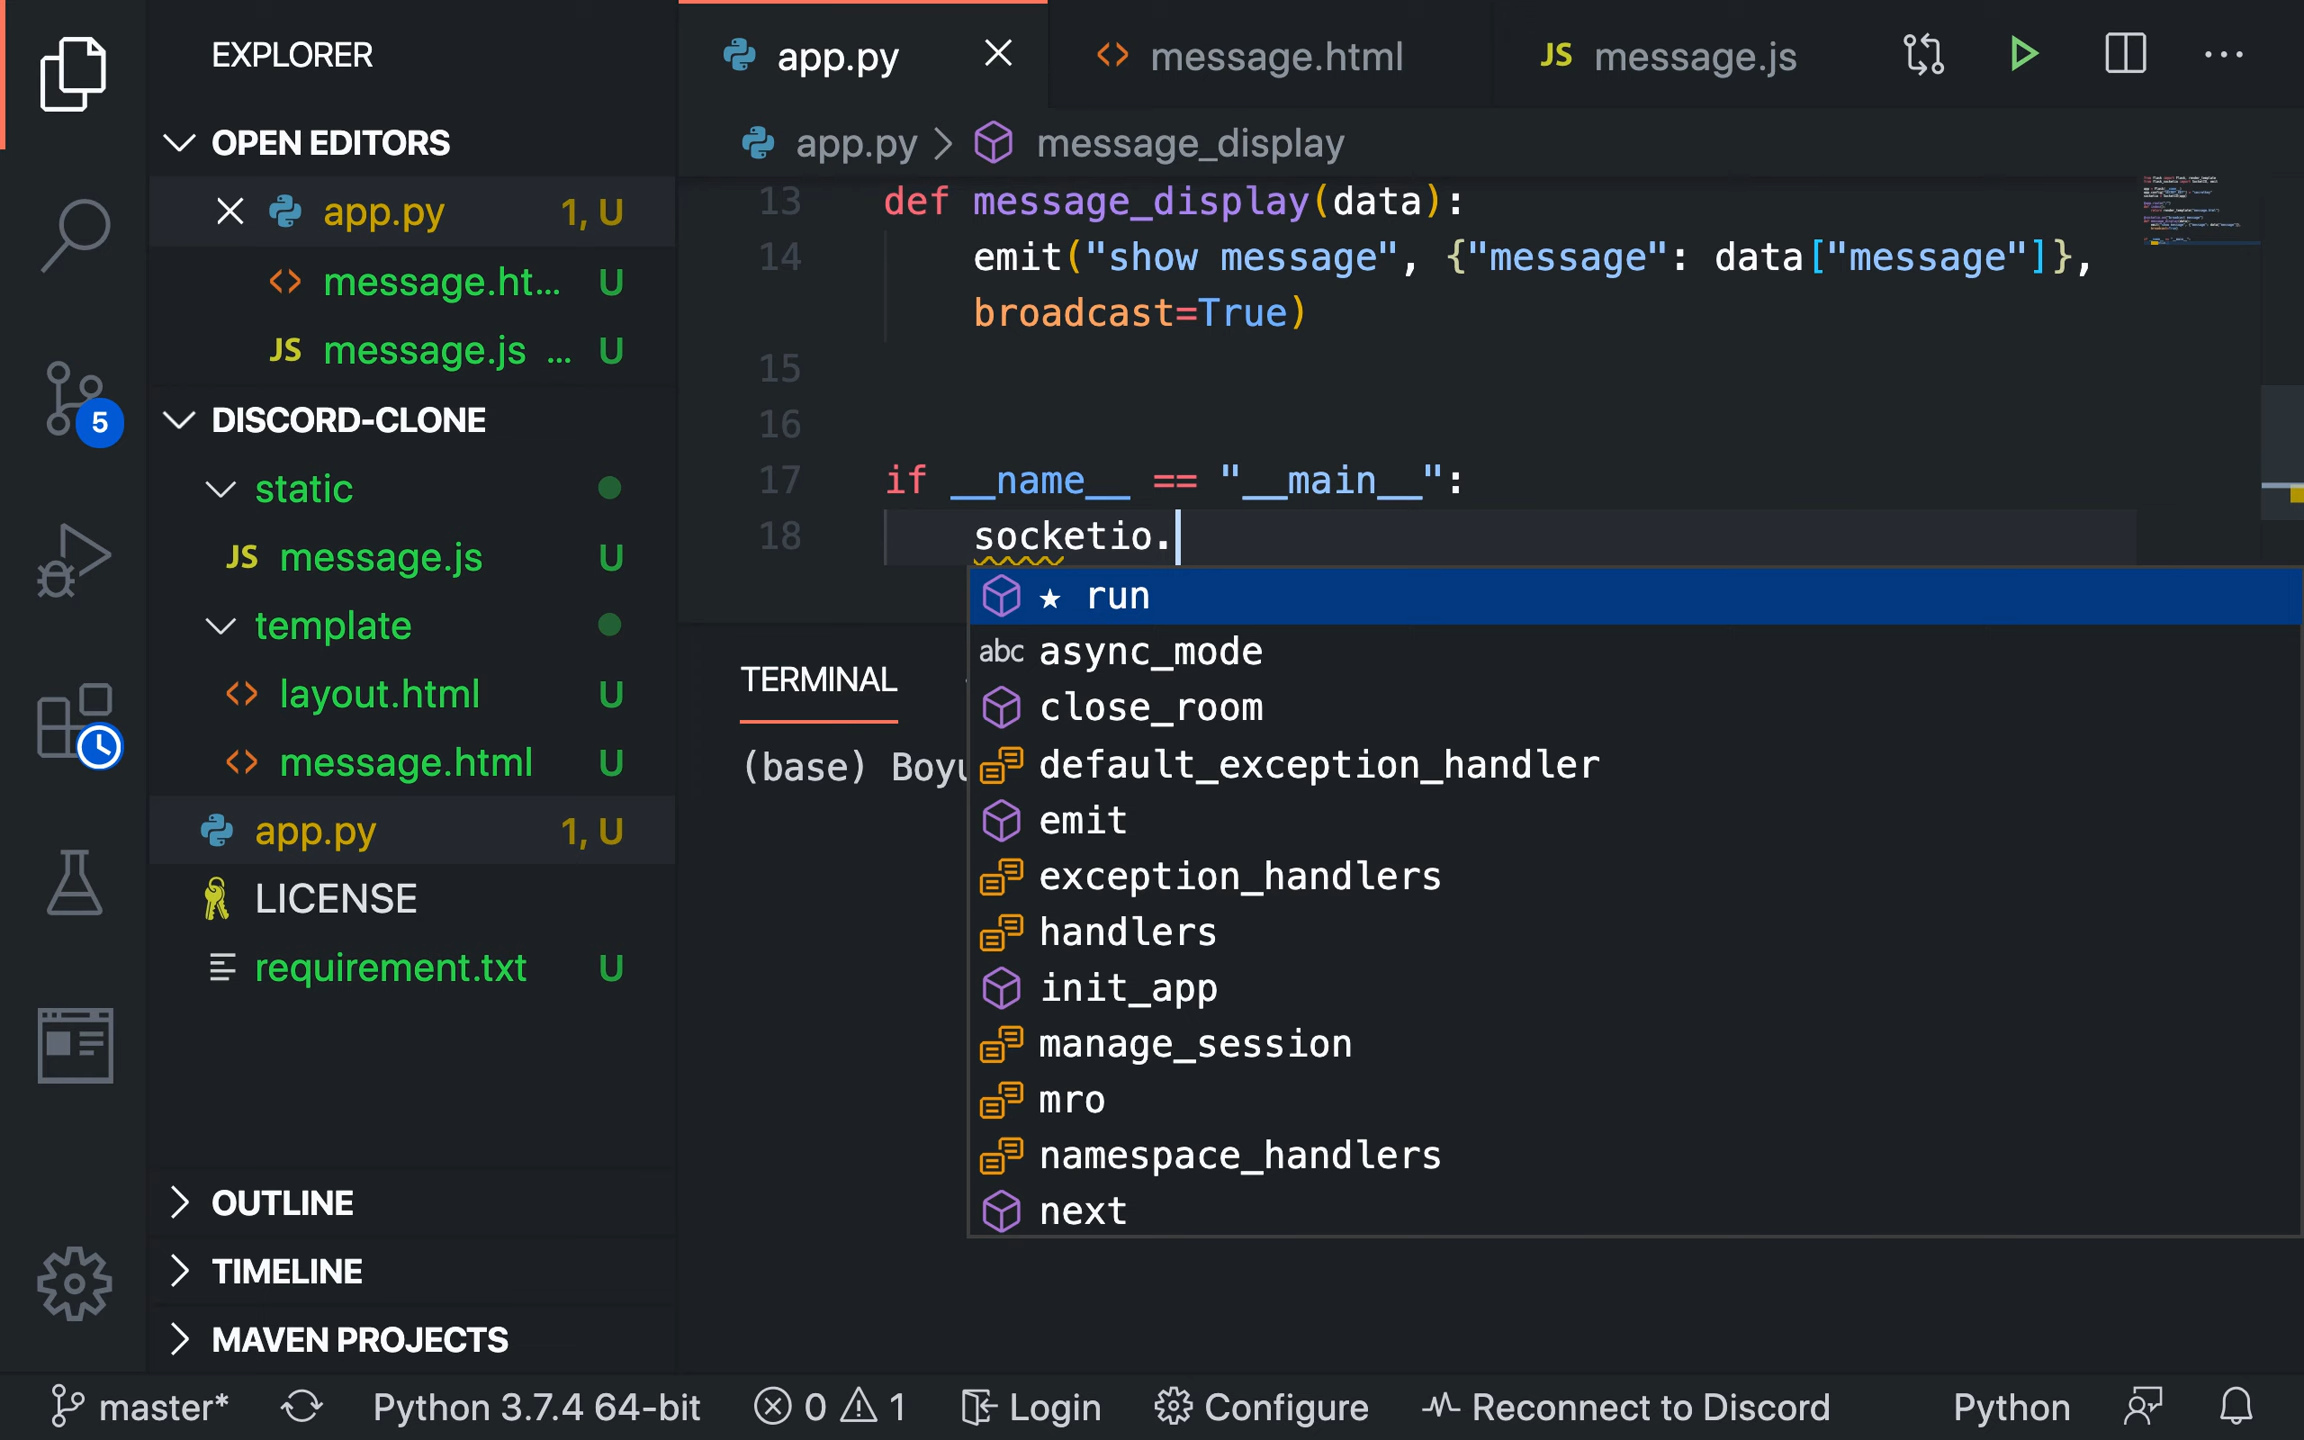 EXPLORER
OPEN EDITORS
app.py 1, U
message.ht... U
JS message.js ... U
DISCORD-CLONE
static
JS message.js U
template
layout.html U
message.html U
app.py 1, U
LICENSE
requirement.txt U
OUTLINE
TIMELINE
MAVEN PROJECTS
5
app.py
message.html
JS message.js
app.py > message_display
13 def message_display(data):
14 emit("show message", {"message": data["message"]},
broadcast=True)
15
16
17 if __name__ == "__main__":
18 socketio.
★ run
abc async_mode
close_room
default_exception_handler
emit
exception_handlers
handlers
init_app
manage_session
mro
namespace_handlers
next
TERMINAL
(base)
master* Python 3.7.4 64-bit 0 1 Login Configure Reconnect to Discord Python